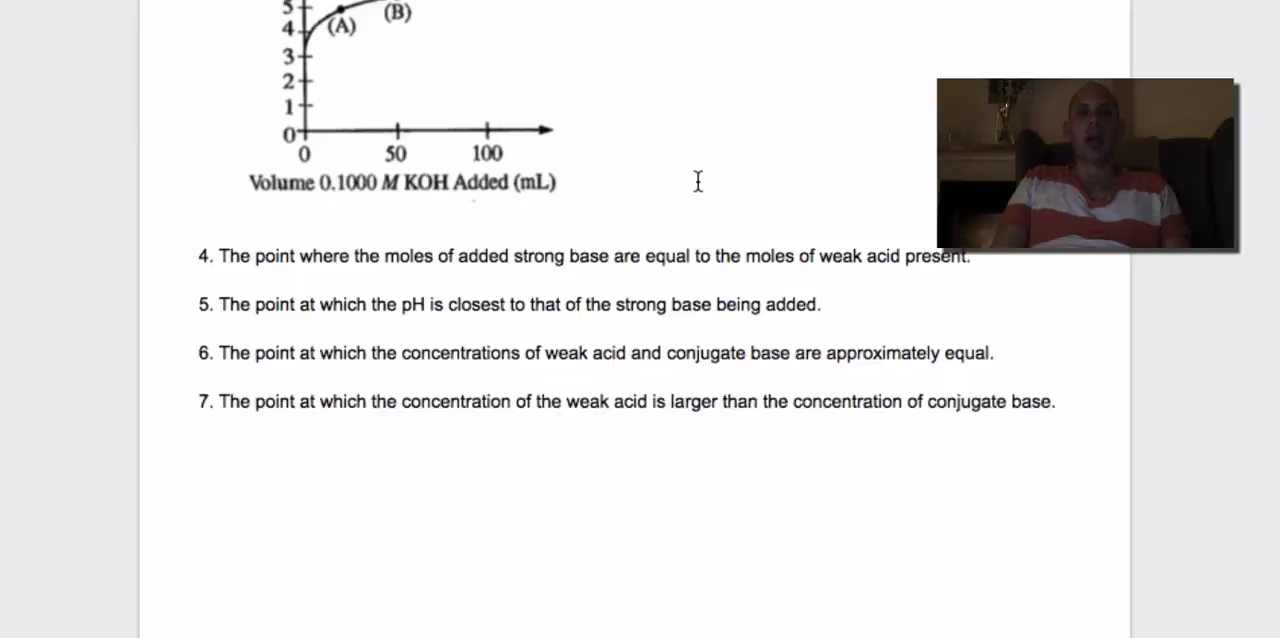 5
(B)
4
(A)
3
2
1
0
0 50 100
Volume 0.1000 M KOH Added (mL)
4. The point where the moles of added strong base are equal to the moles of weak acid present.
5. The point at which the pH is closest to that of the strong base being added.
6. The point at which the concentrations of weak acid and conjugate base are approximately equal.
7. The point at which the concentration of the weak acid is larger than the concentration of conjugate base.